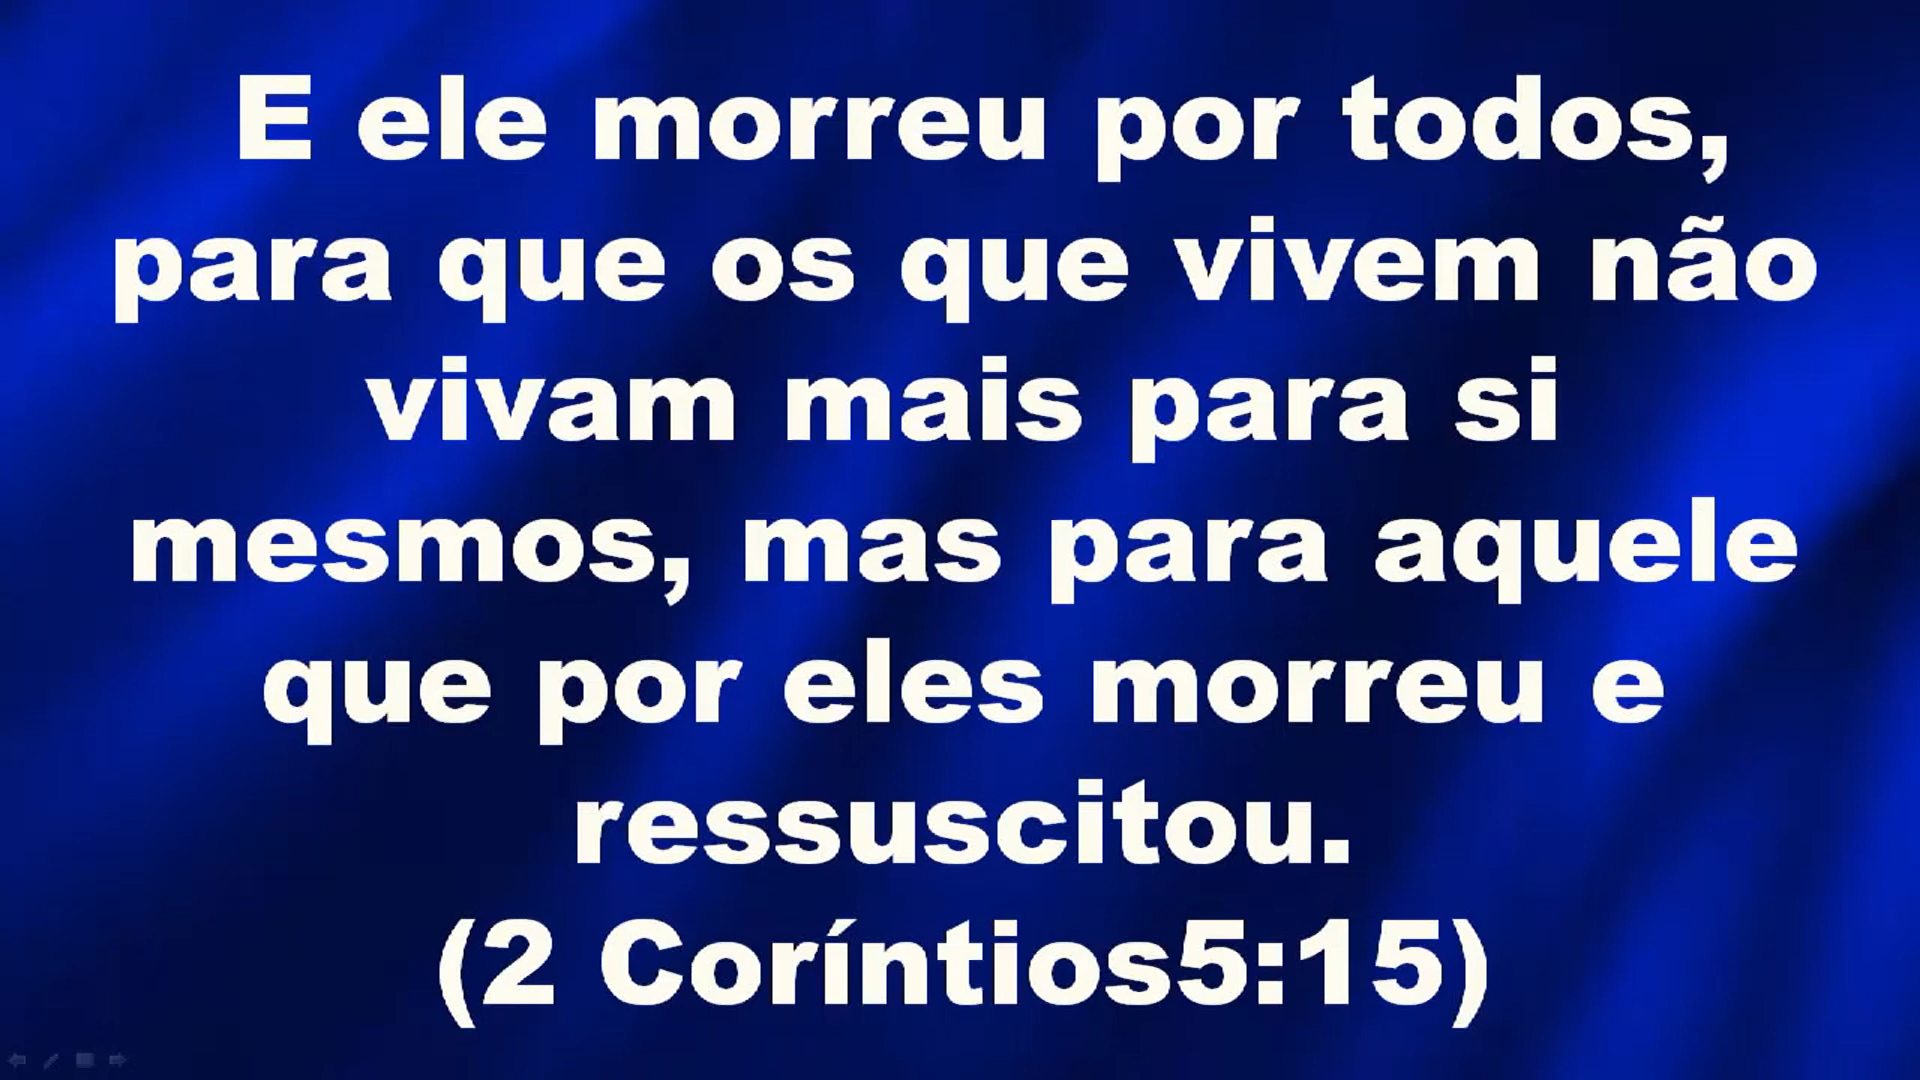 E ele morreu por todos,
para que os que vivem não
vivam mais para si
mesmos, mas para aquele
que por eles morreu e
ressuscitou.
(2 Coríntios5:15)